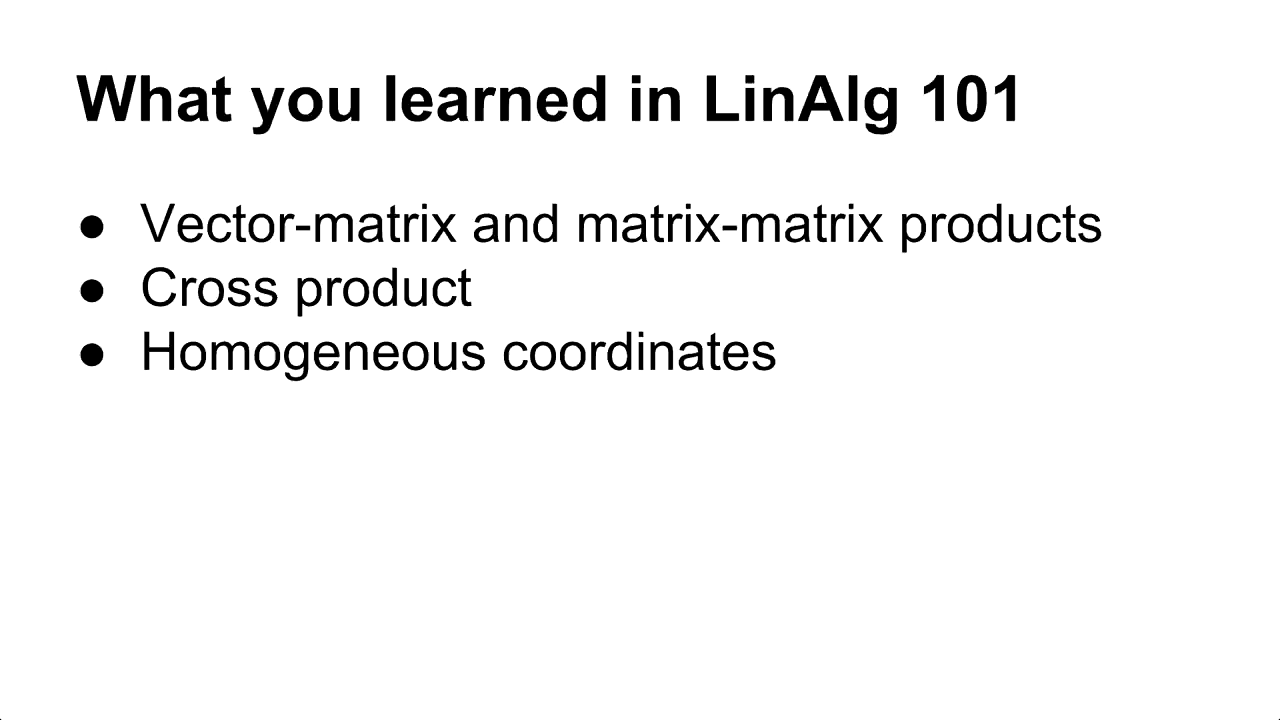 What you learned in LinAlg 101
● Vector-matrix and matrix-matrix products
● Cross product
● Homogeneous coordinates